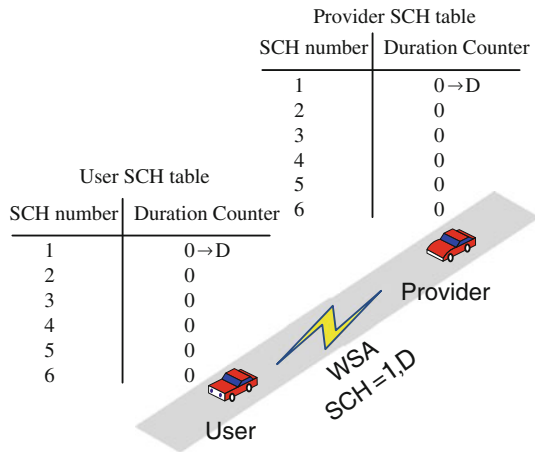 Provider SCH table
SCH number Duration Counter
1 0→D
2 0
3 0
4 0
5 0
6 0
User SCH table
SCH number Duration Counter
1 0→D
2 0
3 0
4 0
5 0
6 0
Provider
WSA
SCH =1,D
User